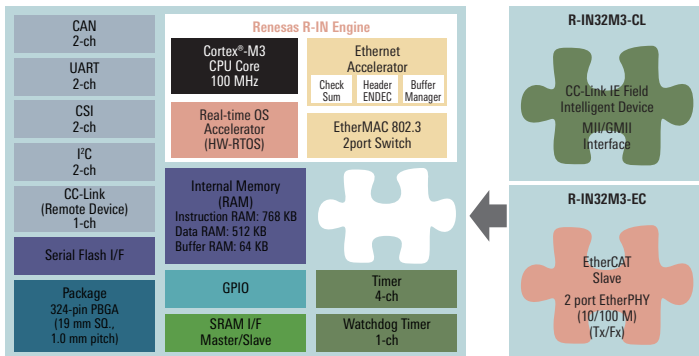 CAN
2-ch
UART
2-ch
CSI
2-ch
I²C
2-ch
CC-Link
(Remote Device)
1-ch
Serial Flash I/F
Package
324-pin PBGA
(19 mm SQ.,
1.0 mm pitch)
Renesas R-IN Engine
Cortex®-M3
CPU Core
100 MHz
Real-time OS
Accelerator
(HW-RTOS)
Ethernet
Accelerator
Check
Sum
Header
ENDEC
Buffer
Manager
EtherMAC 802.3
2port Switch
Internal Memory
(RAM)
Instruction RAM: 768 KB
Data RAM: 512 KB
Buffer RAM: 64 KB
GPIO
SRAM I/F
Master/Slave
Timer
4-ch
Watchdog Timer
1-ch
R-IN32M3-CL
CC-Link IE Field
Intelligent Device
MII/GMII
Interface
R-IN32M3-EC
EtherCAT
Slave
2 port EtherPHY
(10/100 M)
(Tx/Fx)